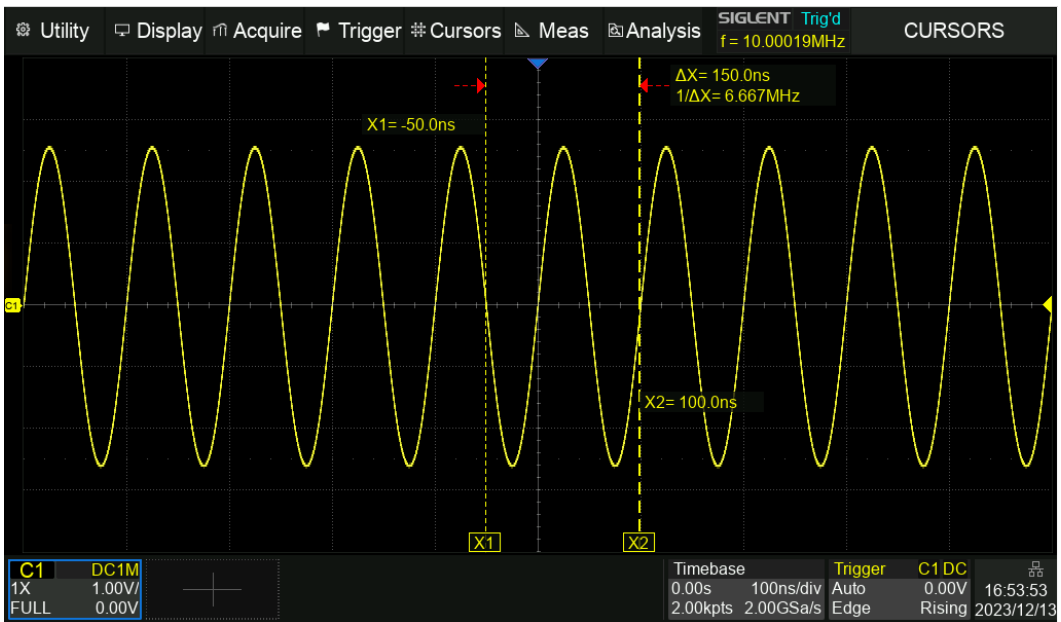 Utility Display Acquire Trigger Cursors Meas Analysis SIGLENT Trig'd CURSORS
f = 10.00019MHz
ΔX= 150.0ns
1/ΔX= 6.667MHz
X1= -50.0ns
C1
X2= 100.0ns
X1 X2
C1 DC1M Timebase Trigger C1 DC
1X 1.00V/ 0.00s 100ns/div Auto 0.00V 16:53:53
FULL 0.00V 2.00kpts 2.00GSa/s Edge Rising 2023/12/13